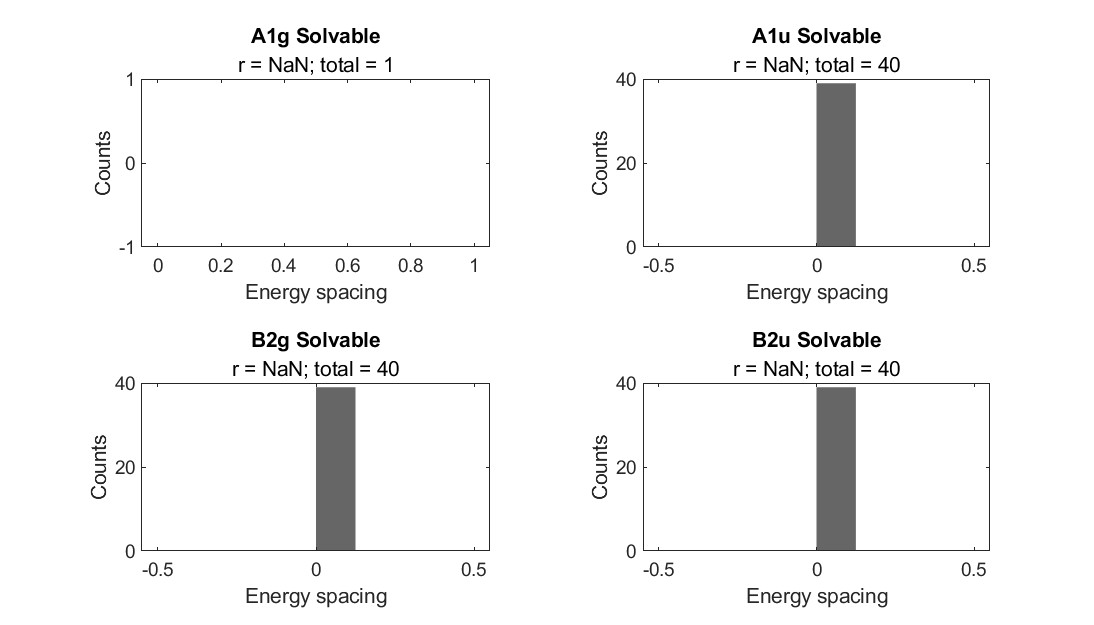 A1g Solvable
r = NaN; total = 1
1
0
-1
Counts
0 0.2 0.4 0.6 0.8 1
Energy spacing
A1u Solvable
r = NaN; total = 40
40
20
0
Counts
-0.5 0 0.5
Energy spacing
B2g Solvable
r = NaN; total = 40
40
20
0
Counts
-0.5 0 0.5
Energy spacing
B2u Solvable
r = NaN; total = 40
40
20
0
Counts
-0.5 0 0.5
Energy spacing